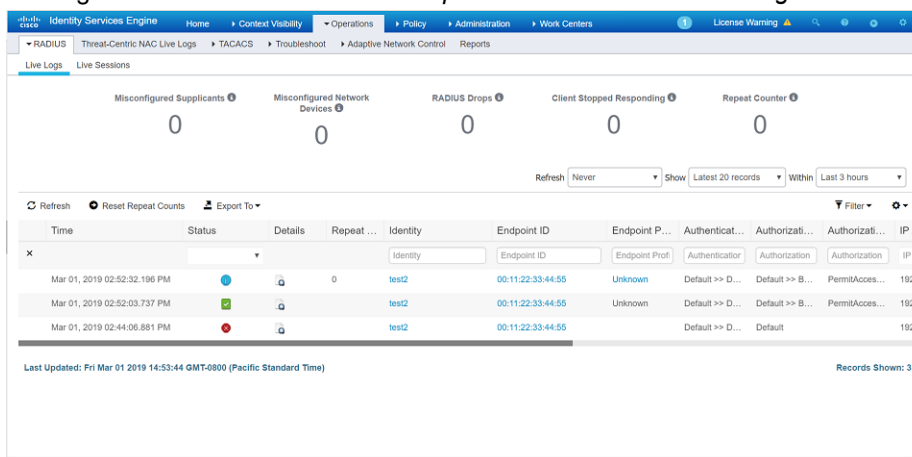 cisco Identity Services Engine Home Context Visibility Operations Policy Administration Work Centers 1 License Warning
RADIUS Threat-Centric NAC Live Logs TACACS Troubleshoot Adaptive Network Control Reports
Live Logs Live Sessions
Misconfigured Supplicants Misconfigured Network Devices RADIUS Drops Client Stopped Responding Repeat Counter
0 0 0 0 0
Refresh Never Show Latest 20 records Within Last 3 hours
Refresh Reset Repeat Counts Export To Filter
Time Status Details Repeat ... Identity Endpoint ID Endpoint P... Authenticat... Authorizati... Authorizati... IP
× Identity Endpoint ID Endpoint Profi Authentication Authorization Authorization IP
Mar 01, 2019 02:52:32.196 PM 0 test2 00:11:22:33:44:55 Unknown Default >> D... Default >> B... PermitAcces... 192
Mar 01, 2019 02:52:03.737 PM test2 00:11:22:33:44:55 Unknown Default >> D... Default >> B... PermitAcces... 192
Mar 01, 2019 02:44:06.881 PM test2 00:11:22:33:44:55 Default >> D... Default 192
Last Updated: Fri Mar 01 2019 14:53:44 GMT-0800 (Pacific Standard Time) Records Shown: 3